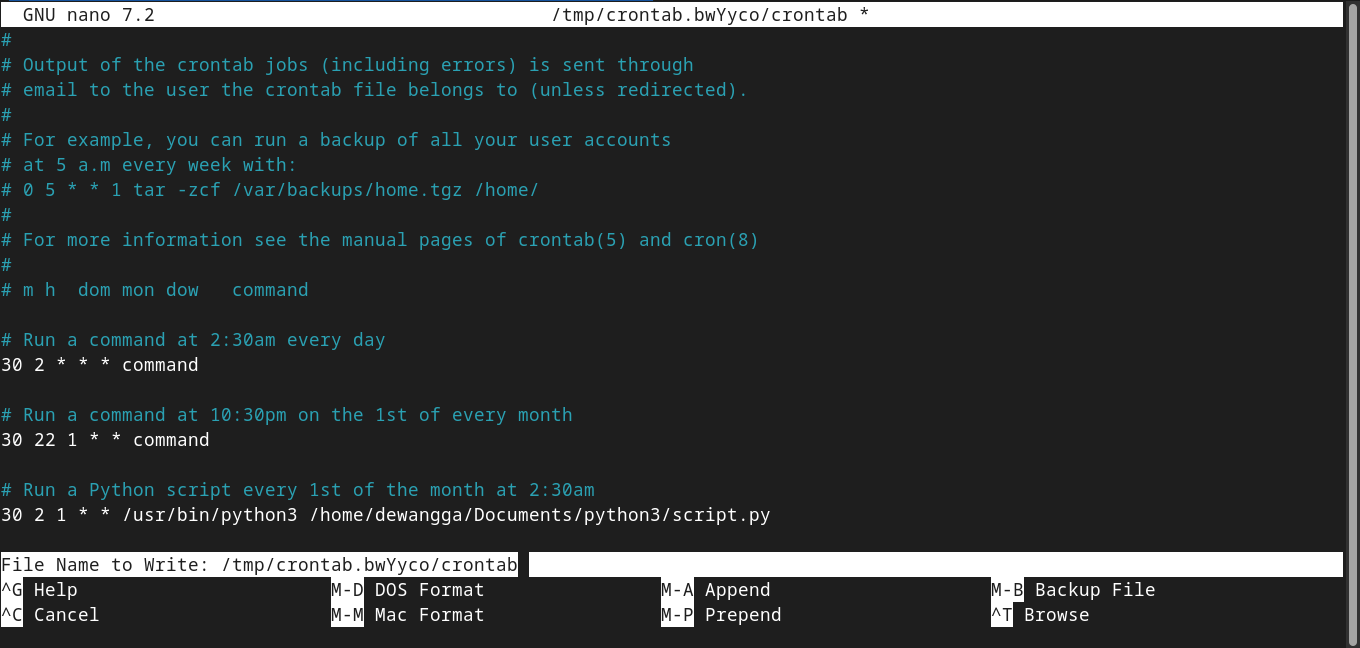 GNU nano 7.2 /tmp/crontab.bwYyco/crontab *
#
# Output of the crontab jobs (including errors) is sent through
# email to the user the crontab file belongs to (unless redirected).
#
# For example, you can run a backup of all your user accounts
# at 5 a.m every week with:
# 0 5 * * 1 tar -zcf /var/backups/home.tgz /home/
#
# For more information see the manual pages of crontab(5) and cron(8)
#
# m h  dom mon dow   command
# Run a command at 2:30am every day
30 2 * * * command
# Run a command at 10:30pm on the 1st of every month
30 22 1 * * command
# Run a Python script every 1st of the month at 2:30am
30 2 1 * * /usr/bin/python3 /home/dewangga/Documents/python3/script.py
File Name to Write: /tmp/crontab.bwYyco/crontab
^G Help M-D DOS Format M-A Append M-B Backup File
^C Cancel M-M Mac Format M-P Prepend ^T Browse